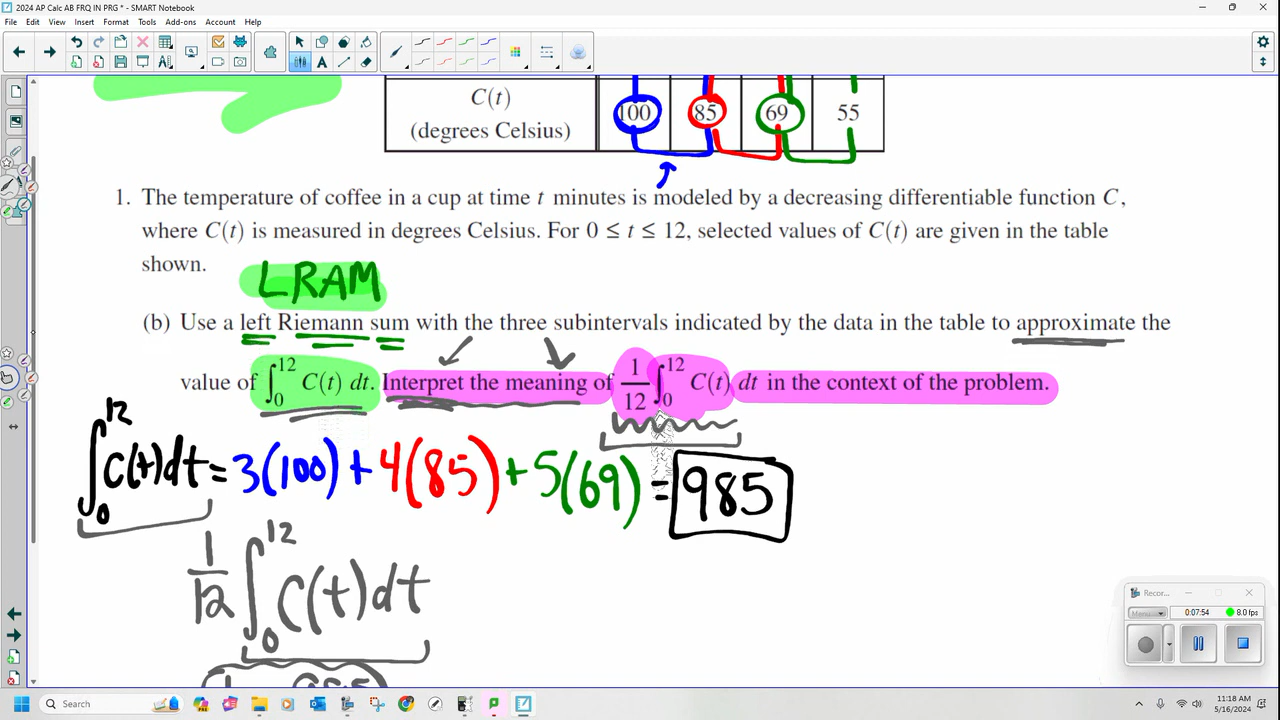 2024 AP Calc AB FRQ IN PRG * - SMART Notebook
File Edit View Insert Format Tools Add-ons Account Help
C(t)
(degrees Celsius)
100 85 69 55
1. The temperature of coffee in a cup at time t minutes is modeled by a decreasing differentiable function C,
where C(t) is measured in degrees Celsius. For 0 ≤ t ≤ 12, selected values of C(t) are given in the table
shown.
LRAM
(b) Use a left Riemann sum with the three subintervals indicated by the data in the table to approximate the
value of ∫₀¹² C(t) dt. Interpret the meaning of 1/12 ∫₀¹² C(t) dt in the context of the problem.
∫₀¹² C(t)dt = 3(100) + 4(85) + 5(69) = 985
1/12 ∫₀¹² C(t)dt
Recor...
Menu
0:07:54 8.0 fps
Search
11:18 AM
5/16/2024